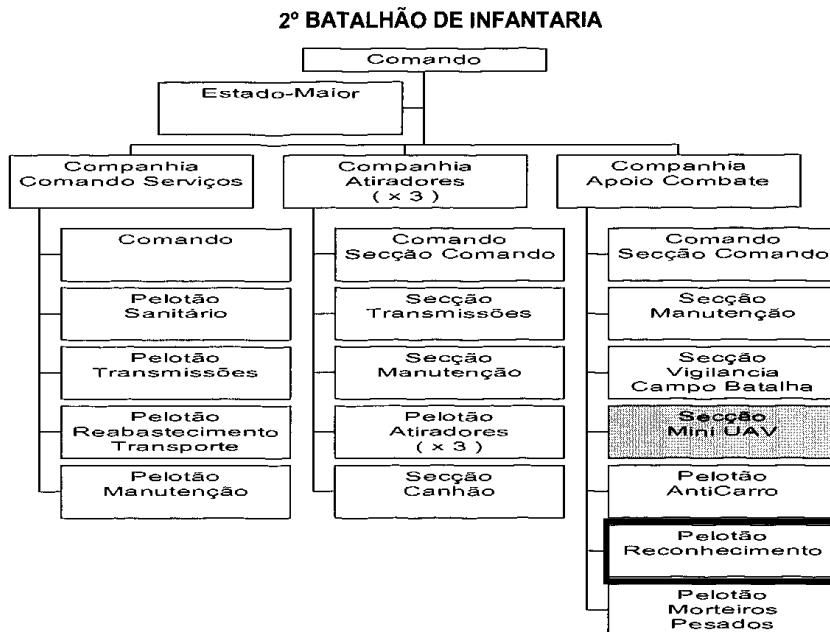 2º BATALHÃO DE INFANTARIA
Comando
Estado-Maior
Companhia
Comando Serviços
Companhia
Atiradores
( x 3 )
Companhia
Apoio Combate
Comando
Pelotão
Sanitário
Pelotão
Transmissões
Pelotão
Reabastecimento
Transporte
Pelotão
Manutenção
Comando
Secção Comando
Secção
Transmissões
Secção
Manutenção
Pelotão
Atiradores
( x 3 )
Secção
Canhão
Comando
Secção Comando
Secção
Manutenção
Secção
Vigilancia
Campo Batalha
Secção
Mini UAV
Pelotão
AntiCarro
Pelotão
Reconhecimento
Pelotão
Morteiros
Pesados